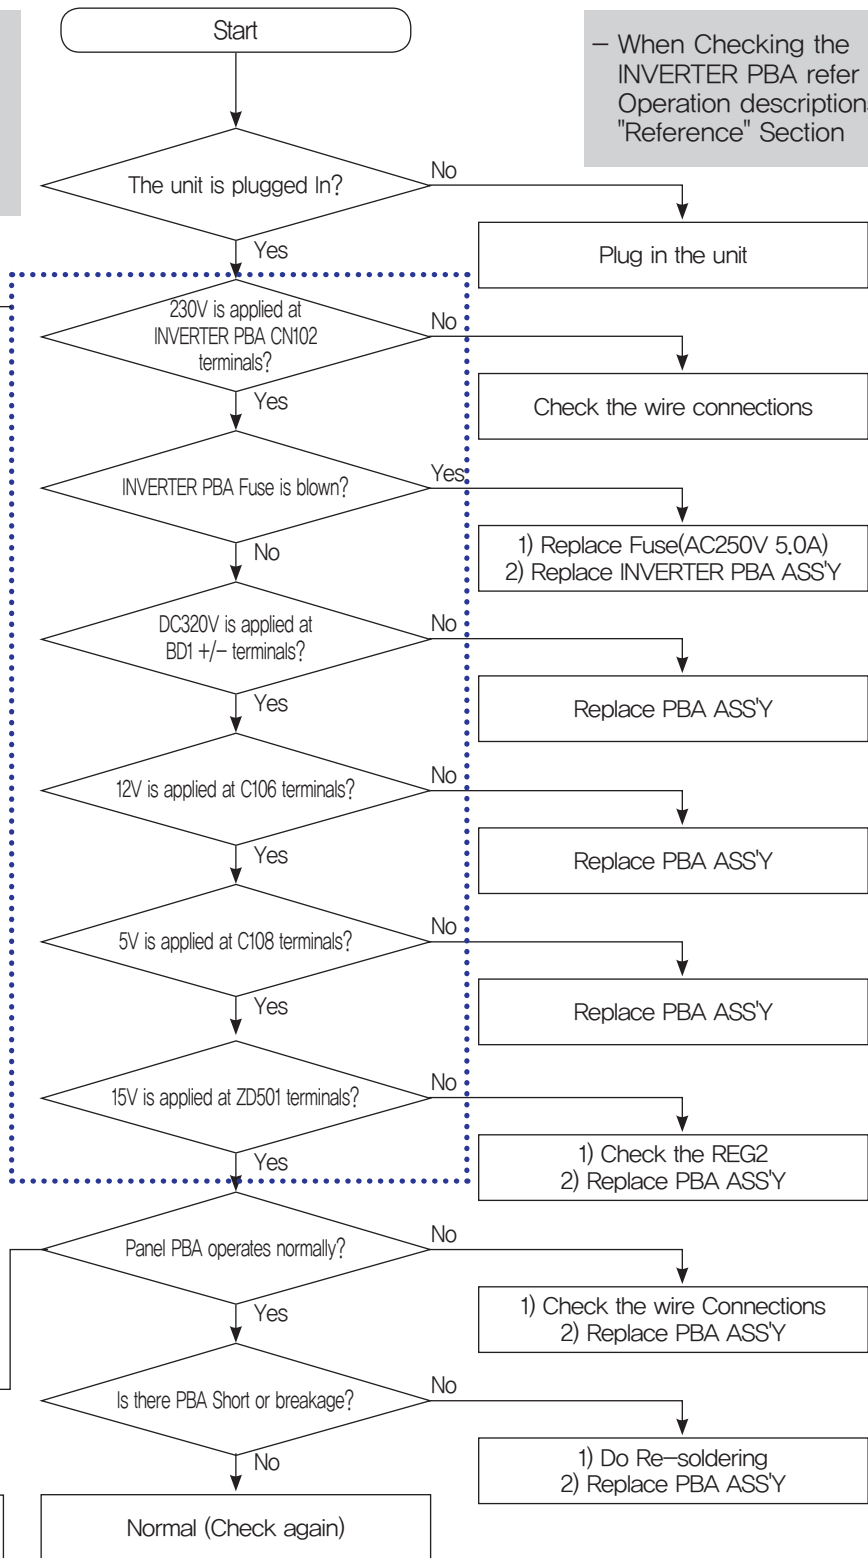 Start
– When Checking the
INVERTER PBA refer
Operation description
"Reference" Section
The unit is plugged In?
No
Plug in the unit
Yes
230V is applied at
INVERTER PBA CN102
terminals?
No
Check the wire connections
Yes
INVERTER PBA Fuse is blown?
Yes
1) Replace Fuse(AC250V 5.0A)
2) Replace INVERTER PBA ASS'Y
No
DC320V is applied at
BD1 +/– terminals?
No
Replace PBA ASS'Y
Yes
12V is applied at C106 terminals?
No
Replace PBA ASS'Y
Yes
5V is applied at C108 terminals?
No
Replace PBA ASS'Y
Yes
15V is applied at ZD501 terminals?
No
1) Check the REG2
2) Replace PBA ASS'Y
Yes
Panel PBA operates normally?
No
1) Check the wire Connections
2) Replace PBA ASS'Y
Yes
Is there PBA Short or breakage?
No
1) Do Re–soldering
2) Replace PBA ASS'Y
No
Normal (Check again)